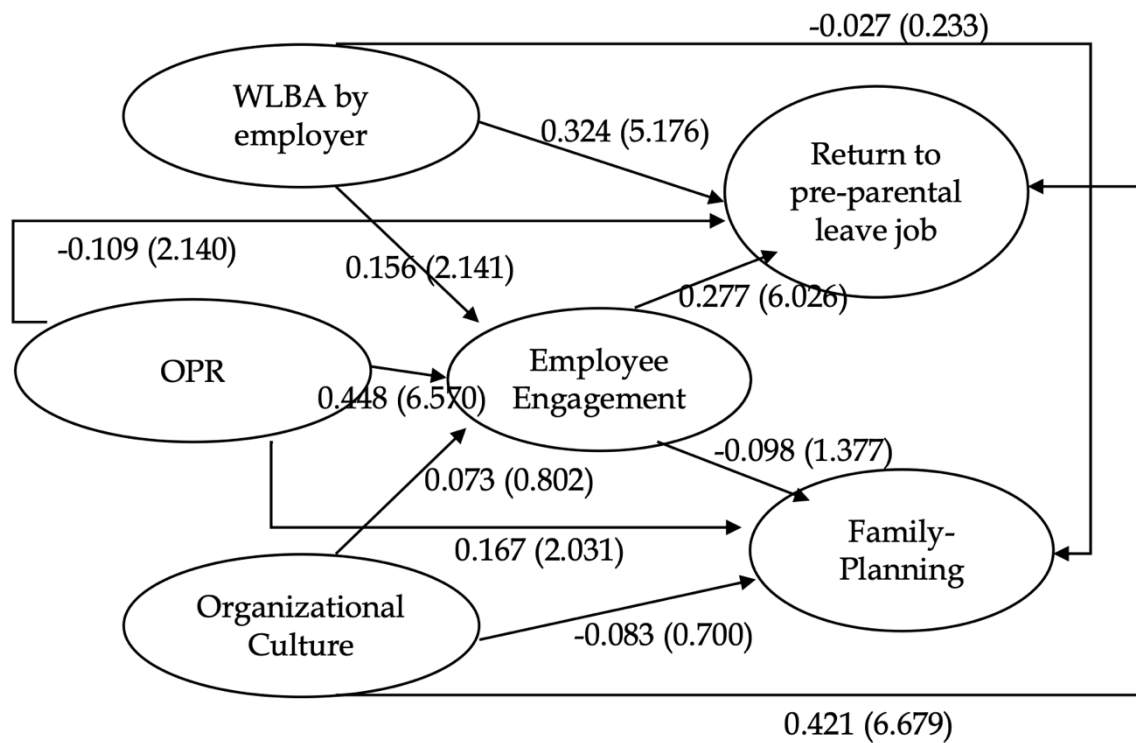 -0.027 (0.233)
WLBA by
employer
0.324 (5.176)
Return to
pre-parental
leave job
-0.109 (2.140)
0.156 (2.141)
0.277 (6.026)
OPR
Employee
Engagement
0.448 (6.570)
-0.098 (1.377)
0.073 (0.802)
0.167 (2.031)
Family-
Planning
Organizational
Culture
-0.083 (0.700)
0.421 (6.679)